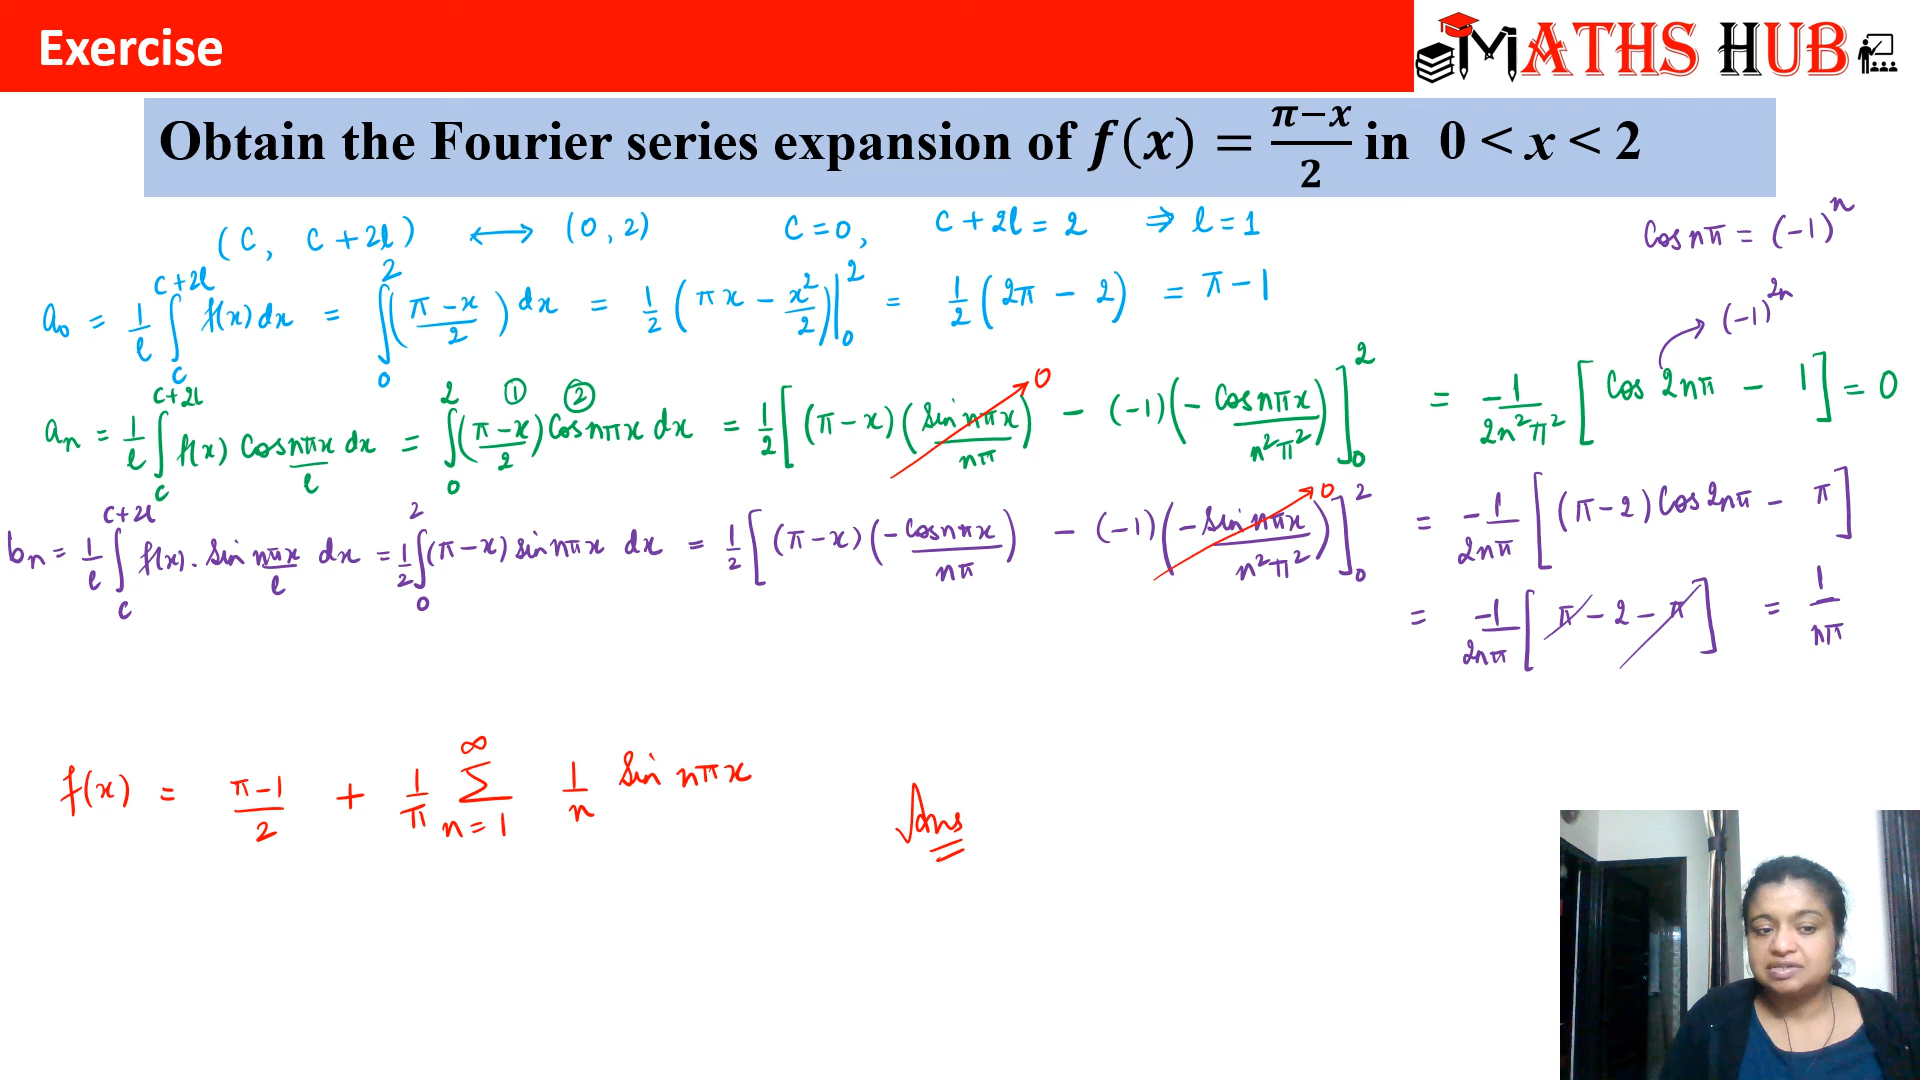 Exercise
MATHS HUB
Obtain the Fourier series expansion of f(x) = (π−x)/2 in 0 < x < 2
(c, c+2l) ⟷ (0, 2)   c = 0,   c + 2l = 2 ⇒ l = 1
cos nπ = (-1)^n
a₀ = 1/l ∫_c^{c+2l} f(x) dx = ∫_0^2 ((π−x)/2) dx = 1/2 (πx − x²/2)|_0^2 = 1/2 (2π − 2) = π − 1
(-1)^{2n}
aₙ = 1/l ∫_c^{c+2l} f(x) cos nπx/l dx = ∫_0^2 ((π−x)/2) ① cos nπx ② dx = 1/2 [(π−x)(sin nπx/nπ) → 0 − (−1)(−cos nπx/n²π²)]_0^2 = −1/2n²π² [cos 2nπ − 1] = 0
bₙ = 1/l ∫_c^{c+2l} f(x) . sin nπx/l dx = 1/2 ∫_0^2 (π−x) sin nπx dx = 1/2 [(π−x)(−cos nπx/nπ) − (−1)(−sin nπx/n²π²) → 0]_0^2 = −1/2nπ [(π−2) cos 2nπ − π]
= −1/2nπ [π − 2 − π] = 1/nπ
f(x) = (π−1)/2 + 1/π ∑_{n=1}^∞ 1/n sin nπx   Ans